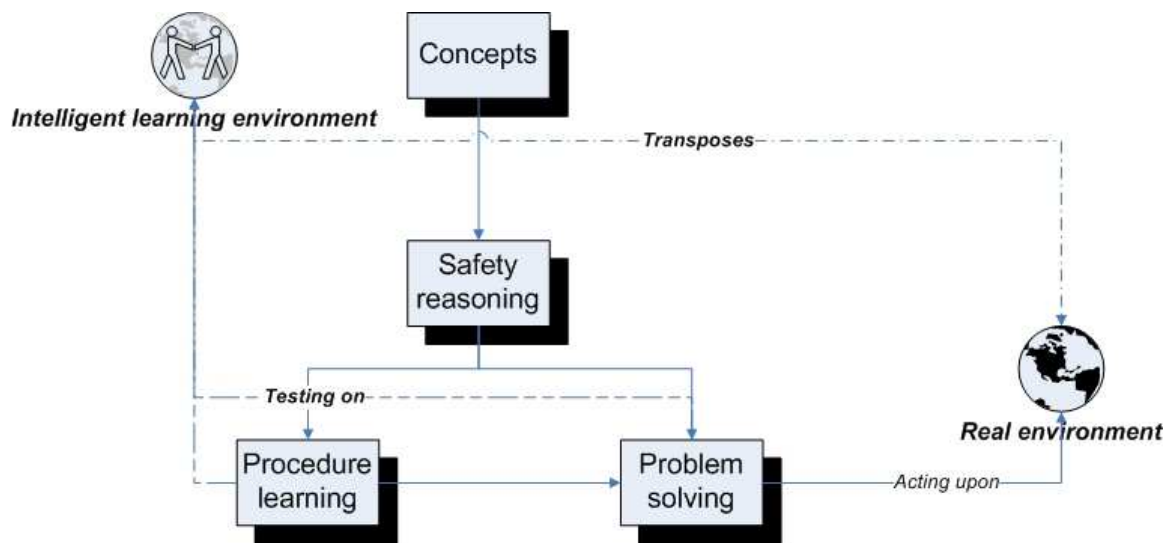 Concepts
Intelligent learning environment
Transposes
Safety
reasoning
Testing on
Real environment
Procedure
learning
Problem
solving
Acting upon